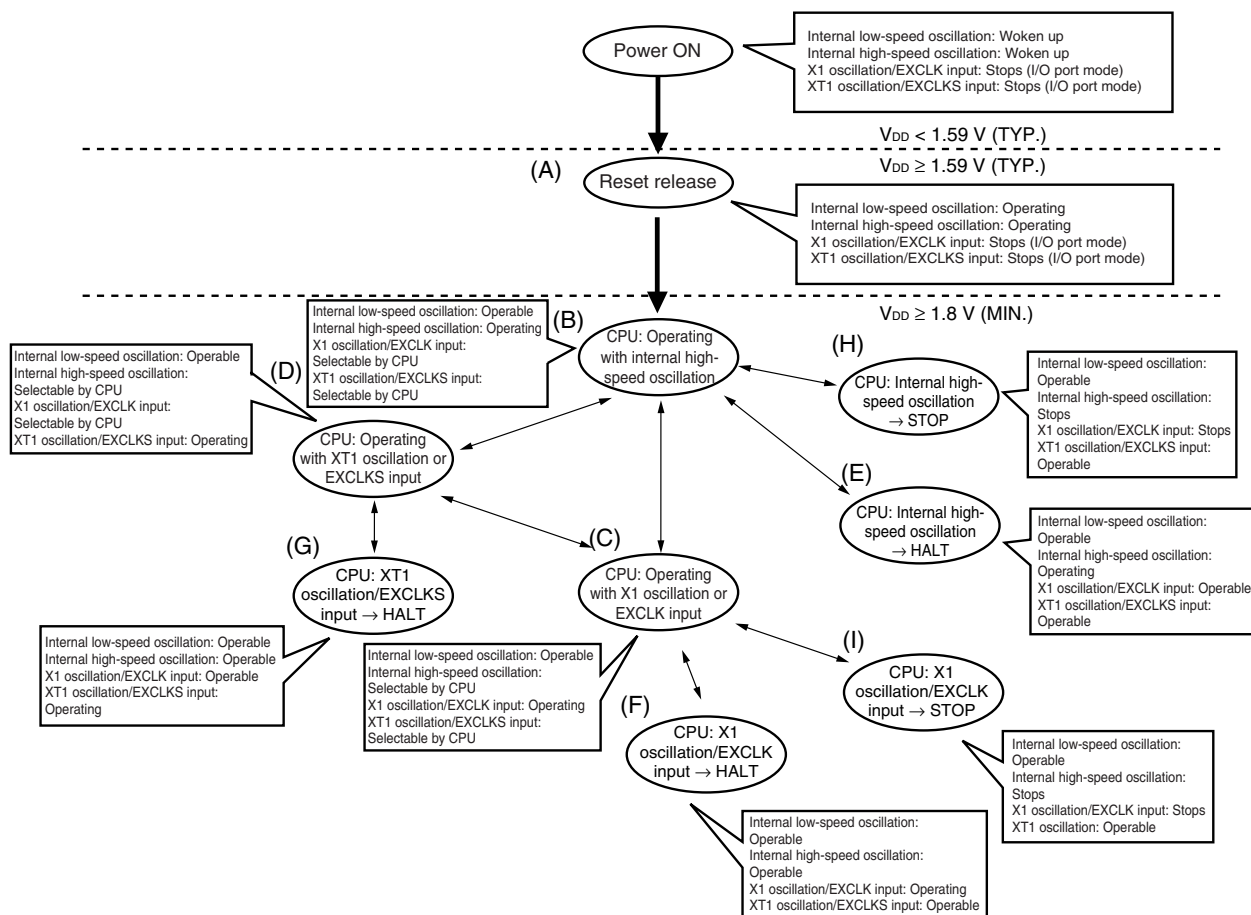 Power ON
Internal low-speed oscillation: Woken up
Internal high-speed oscillation: Woken up
X1 oscillation/EXCLK input: Stops (I/O port mode)
XT1 oscillation/EXCLKS input: Stops (I/O port mode)
VDD < 1.59 V (TYP.)
VDD ≥ 1.59 V (TYP.)
(A)
Reset release
Internal low-speed oscillation: Operating
Internal high-speed oscillation: Operating
X1 oscillation/EXCLK input: Stops (I/O port mode)
XT1 oscillation/EXCLKS input: Stops (I/O port mode)
VDD ≥ 1.8 V (MIN.)
Internal low-speed oscillation: Operable
Internal high-speed oscillation: Operating
X1 oscillation/EXCLK input:
Selectable by CPU
XT1 oscillation/EXCLKS input:
Selectable by CPU
(B)
CPU: Operating
with internal high-
speed oscillation
Internal low-speed oscillation: Operable
Internal high-speed oscillation:
Selectable by CPU
X1 oscillation/EXCLK input:
Selectable by CPU
XT1 oscillation/EXCLKS input: Operating
(D)
CPU: Operating
with XT1 oscillation or
EXCLKS input
(H)
CPU: Internal high-
speed oscillation
→ STOP
Internal low-speed oscillation:
Operable
Internal high-speed oscillation:
Stops
X1 oscillation/EXCLK input: Stops
XT1 oscillation/EXCLKS input:
Operable
(E)
CPU: Internal high-
speed oscillation
→ HALT
Internal low-speed oscillation:
Operable
Internal high-speed oscillation:
Operating
X1 oscillation/EXCLK input: Operable
XT1 oscillation/EXCLKS input:
Operable
(G)
CPU: XT1
oscillation/EXCLKS
input → HALT
Internal low-speed oscillation: Operable
Internal high-speed oscillation: Operable
X1 oscillation/EXCLK input: Operable
XT1 oscillation/EXCLKS input:
Operating
(C)
CPU: Operating
with X1 oscillation or
EXCLK input
Internal low-speed oscillation: Operable
Internal high-speed oscillation:
Selectable by CPU
X1 oscillation/EXCLK input: Operating
XT1 oscillation/EXCLKS input:
Selectable by CPU
(I)
CPU: X1
oscillation/EXCLK
input → STOP
Internal low-speed oscillation:
Operable
Internal high-speed oscillation:
Stops
X1 oscillation/EXCLK input: Stops
XT1 oscillation: Operable
(F)
CPU: X1
oscillation/EXCLK
input → HALT
Internal low-speed oscillation:
Operable
Internal high-speed oscillation:
Operable
X1 oscillation/EXCLK input: Operating
XT1 oscillation/EXCLKS input: Operable